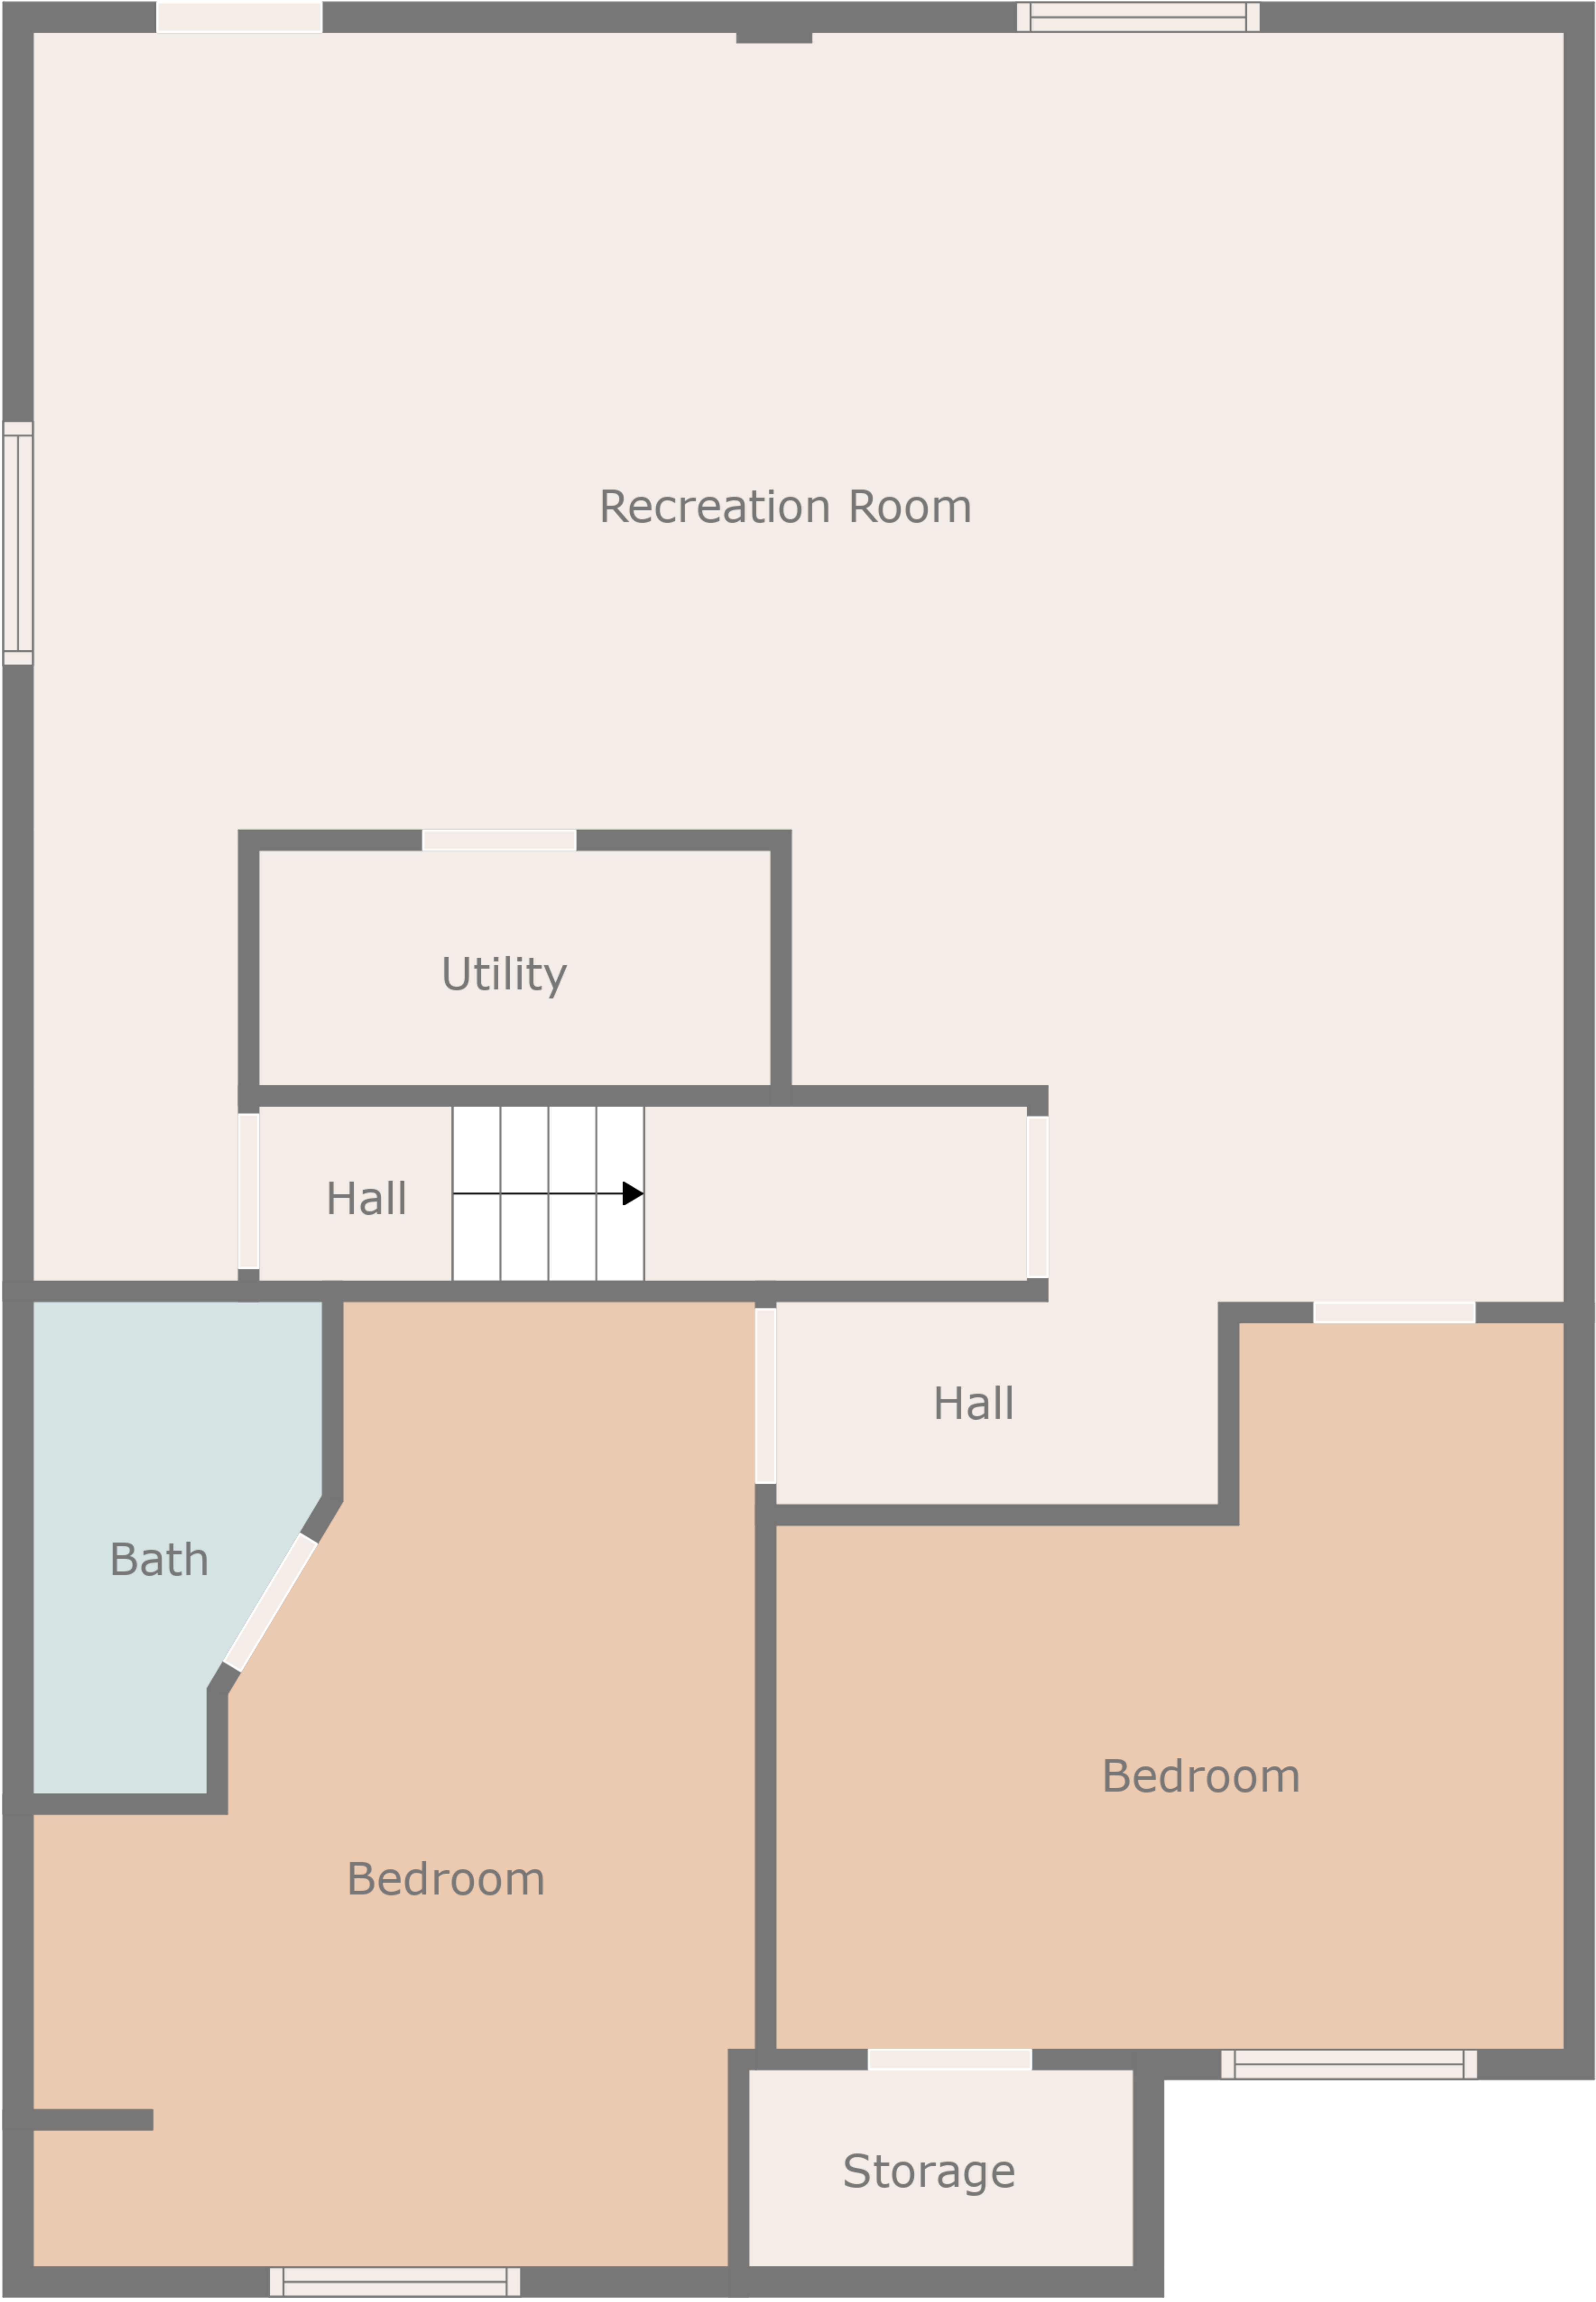 Recreation Room
Utility
Hall
Hall
Bath
Bedroom
Bedroom
Storage